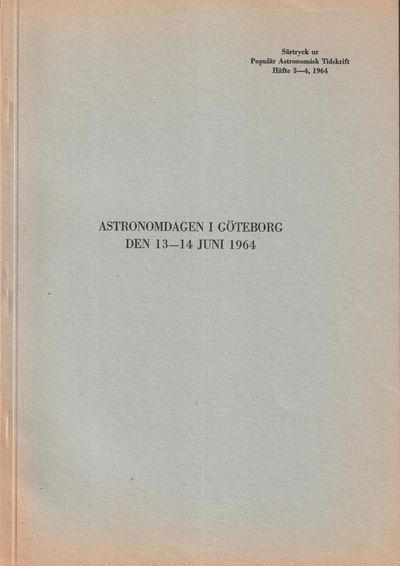 Särtryck ur
Populär Astronomisk Tidskrift
Häfte 3—4, 1964
ASTRONOMDAGEN I GÖTEBORG
DEN 13—14 JUNI 1964